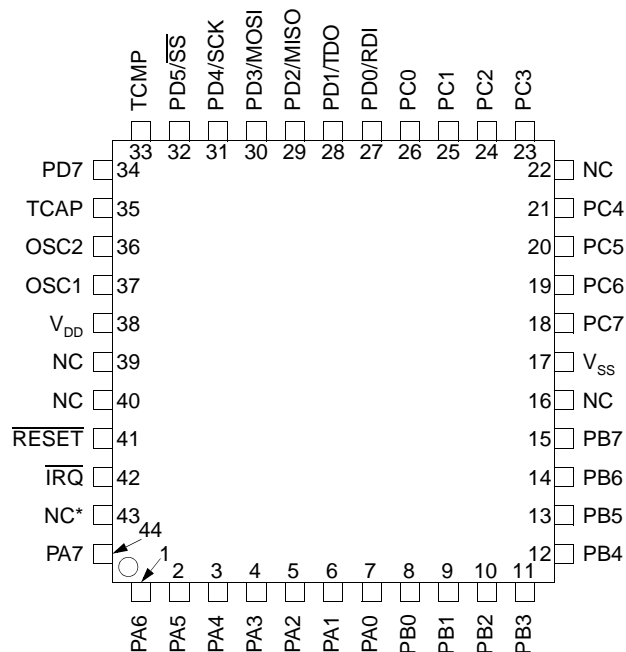 TCMP
PD5/SS
PD4/SCK
PD3/MOSI
PD2/MISO
PD1/TDO
PD0/RDI
PC0
PC1
PC2
PC3
33 32 31 30 29 28 27 26 25 24 23
PD7 34
22 NC
TCAP 35
21 PC4
OSC2 36
20 PC5
OSC1 37
19 PC6
VDD 38
18 PC7
NC 39
17 VSS
NC 40
16 NC
RESET 41
15 PB7
IRQ 42
14 PB6
NC* 43
13 PB5
PA7 44
12 PB4
1 2 3 4 5 6 7 8 9 10 11
PA6
PA5
PA4
PA3
PA2
PA1
PA0
PB0
PB1
PB2
PB3